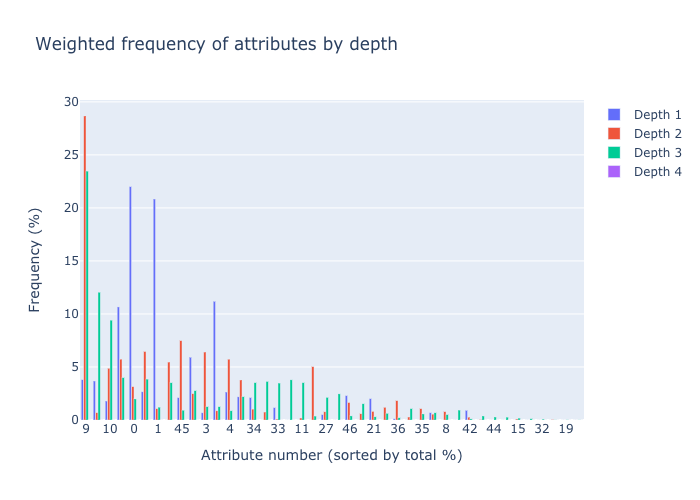 Weighted frequency of attributes by depth
Depth 1
Depth 2
Depth 3
Depth 4
Frequency (%)
30
25
20
15
10
5
0
9 10 0 1 45 3 4 34 33 11 27 46 21 36 35 8 42 44 15 32 19
Attribute number (sorted by total %)